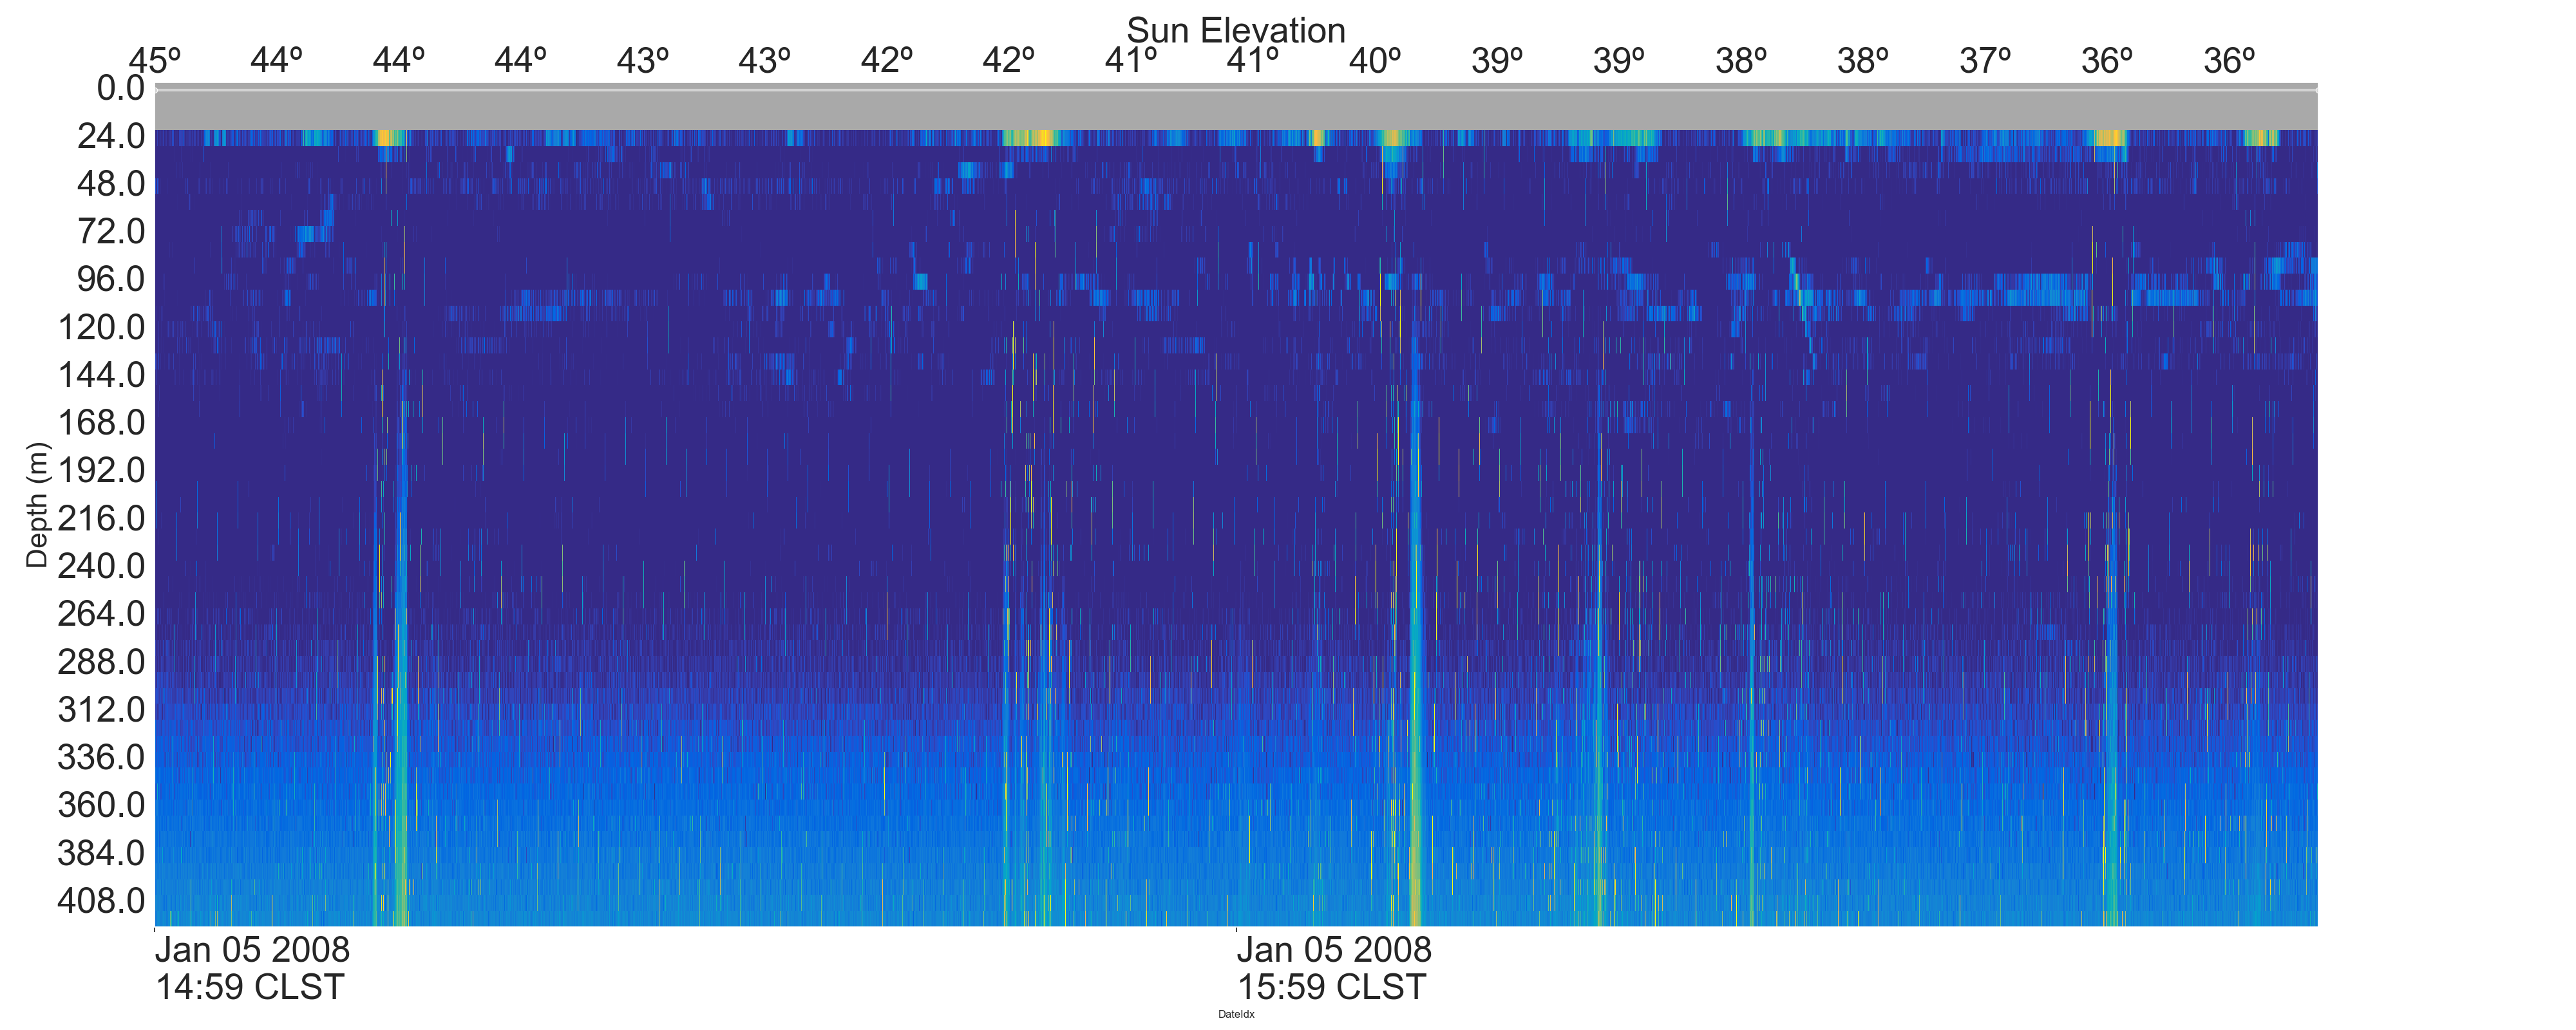 Sun Elevation
45º 44º 44º 44º 43º 43º 42º 42º 41º 41º 40º 39º 39º 38º 38º 37º 36º 36º
0.0
24.0
48.0
72.0
96.0
120.0
144.0
168.0
192.0
216.0
240.0
264.0
288.0
312.0
336.0
360.0
384.0
408.0
Depth (m)
Jan 05 2008
14:59 CLST
Jan 05 2008
15:59 CLST
DateIdx